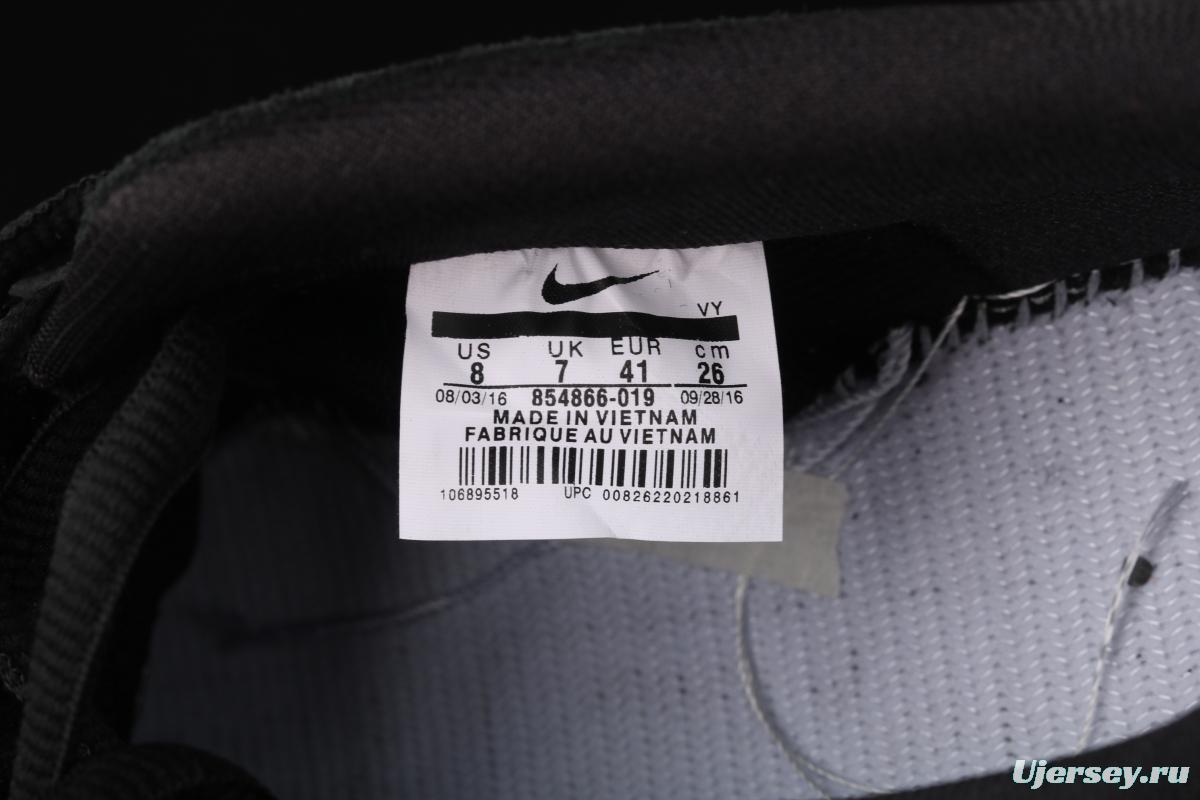 VY
US UK EUR cm
8 7 41 26
08/03/16 854866-019 09/28/16
MADE IN VIETNAM
FABRIQUE AU VIETNAM
106895518 UPC 00826220218861
Ujersey.ru